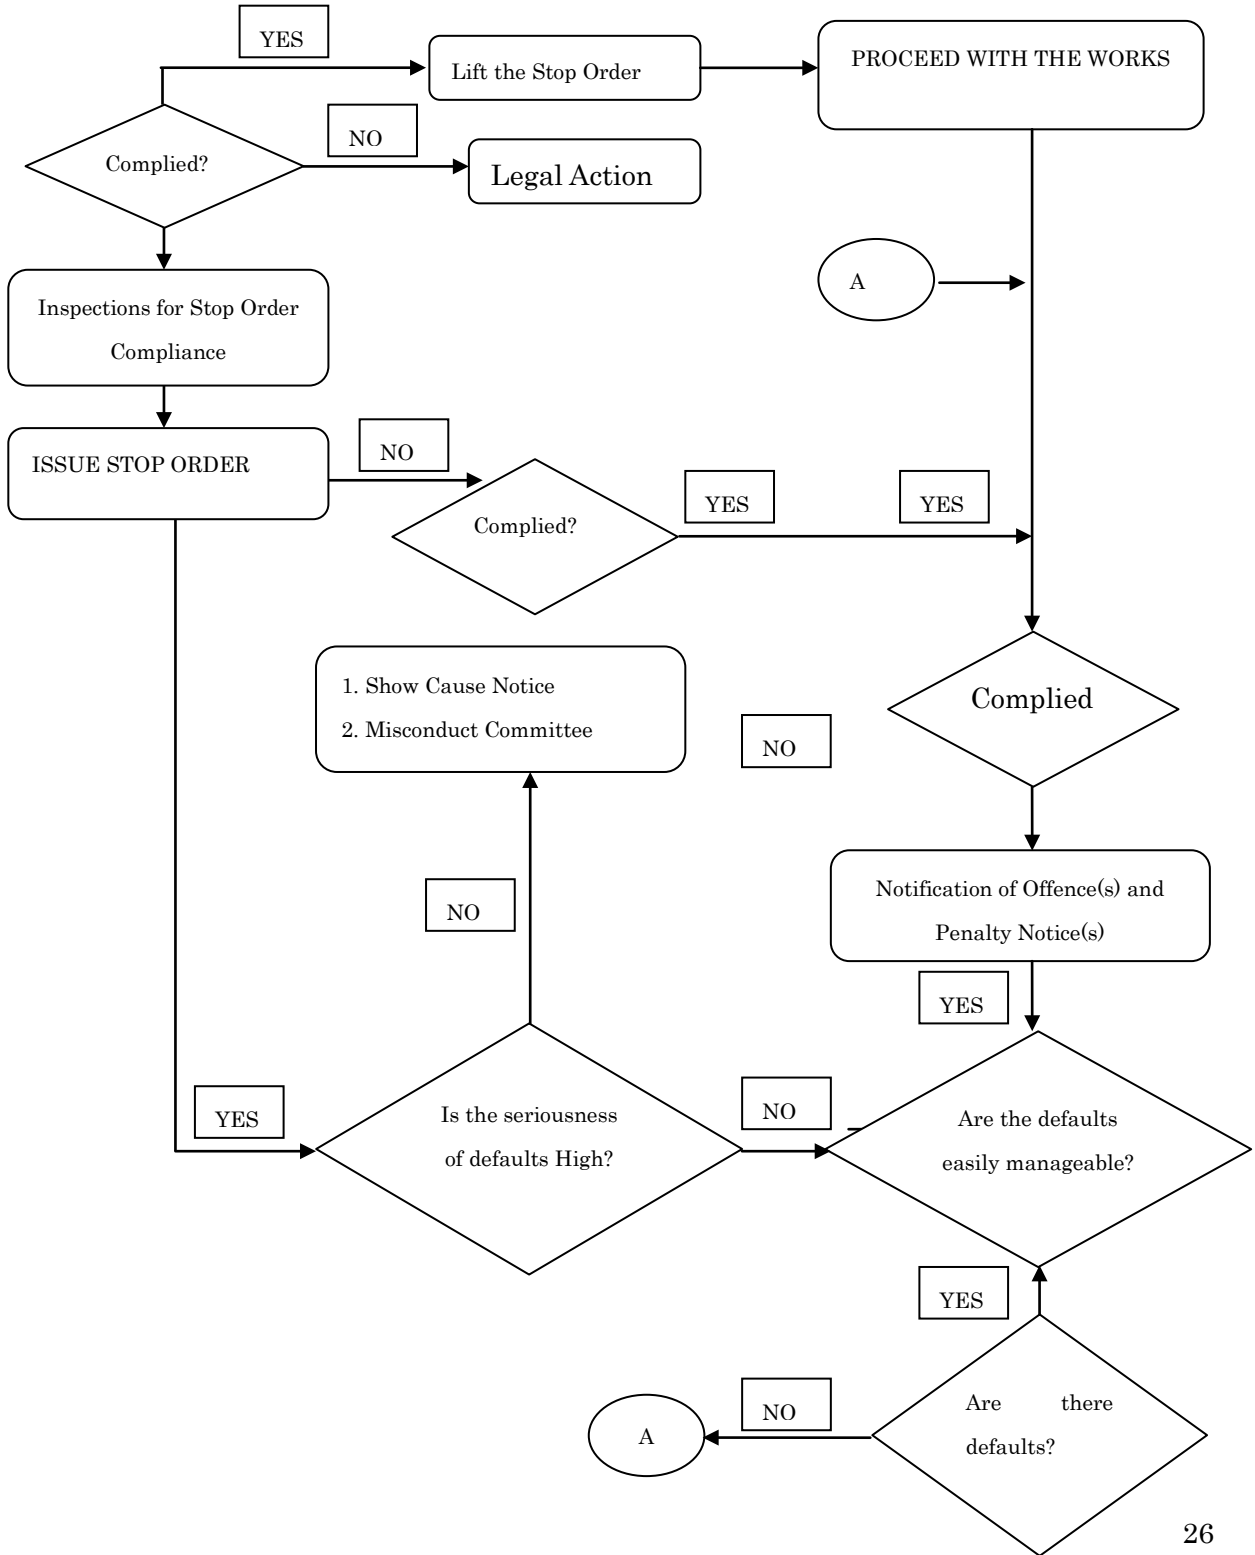 YES
Lift the Stop Order
PROCEED WITH THE WORKS
NO
Complied?
Legal Action
A
Inspections for Stop Order
Compliance
ISSUE STOP ORDER
NO
Complied?
YES
YES
1. Show Cause Notice
2. Misconduct Committee
Complied
NO
NO
Notification of Offence(s) and
Penalty Notice(s)
YES
YES
Is the seriousness
of defaults High?
NO
Are the defaults
easily manageable?
YES
Are there
defaults?
NO
A
26